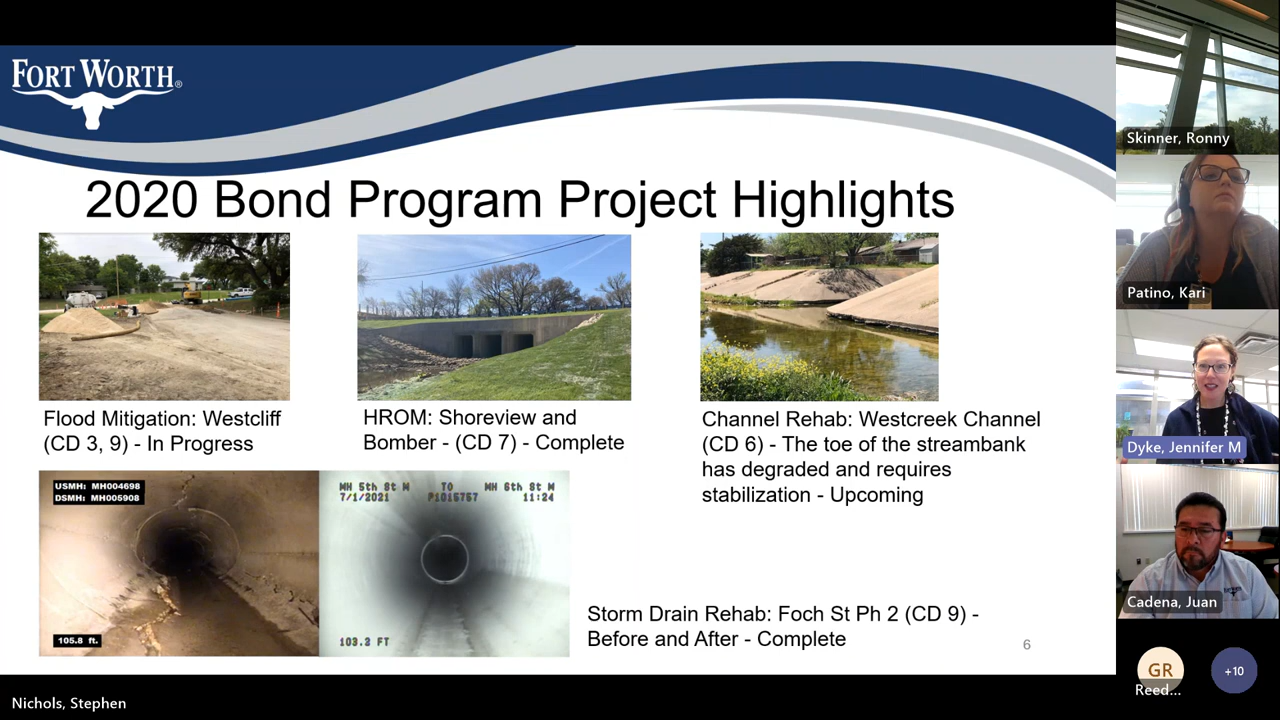 FORT WORTH®
2020 Bond Program Project Highlights
Flood Mitigation: Westcliff
(CD 3, 9) - In Progress
HROM: Shoreview and
Bomber - (CD 7) - Complete
Channel Rehab: Westcreek Channel
(CD 6) - The toe of the streambank
has degraded and requires
stabilization - Upcoming
USMH: MH004698
DSMH: MH005908
105.8 ft.
MH 5th St M TO MH 6th St M
7/1/2021 P1015757 11:24
103.2 FT
Storm Drain Rehab: Foch St Ph 2 (CD 9) -
Before and After - Complete
6
Skinner, Ronny
Patino, Kari
Dyke, Jennifer M
Cadena, Juan
GR
Reed...
+10
Nichols, Stephen